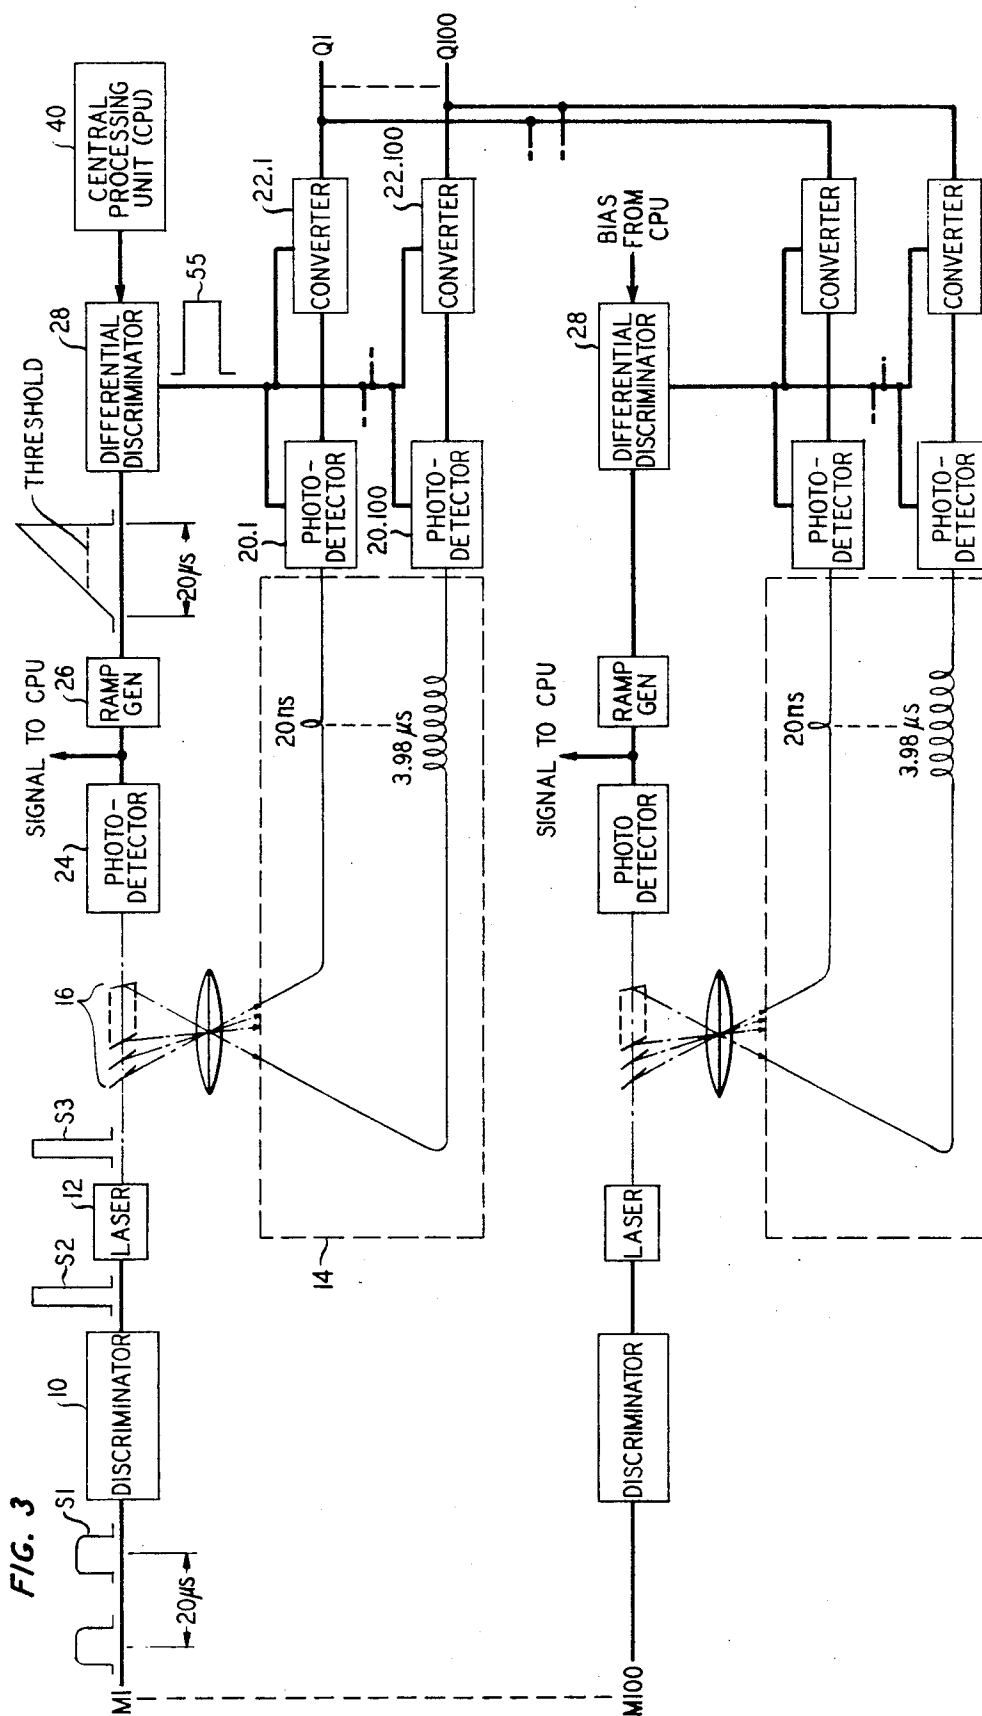 FIG. 3
M1
20µs
S1
10
DISCRIMINATOR
S2
12
LASER
S3
16
24
PHOTO-
DETECTOR
SIGNAL TO CPU
26
RAMP
GEN
20µs
THRESHOLD
28
DIFFERENTIAL
DISCRIMINATOR
40
CENTRAL
PROCESSING
UNIT (CPU)
55
14
20ns
3.98µs
20.1
PHOTO-
DETECTOR
20.100
PHOTO-
DETECTOR
22.1
CONVERTER
22.100
CONVERTER
Q1
Q100
M100
DISCRIMINATOR
LASER
PHOTO
DETECTOR
SIGNAL TO CPU
RAMP
GEN
28
DIFFERENTIAL
DISCRIMINATOR
BIAS
FROM
CPU
20ns
3.98µs
PHOTO-
DETECTOR
PHOTO-
DETECTOR
CONVERTER
CONVERTER